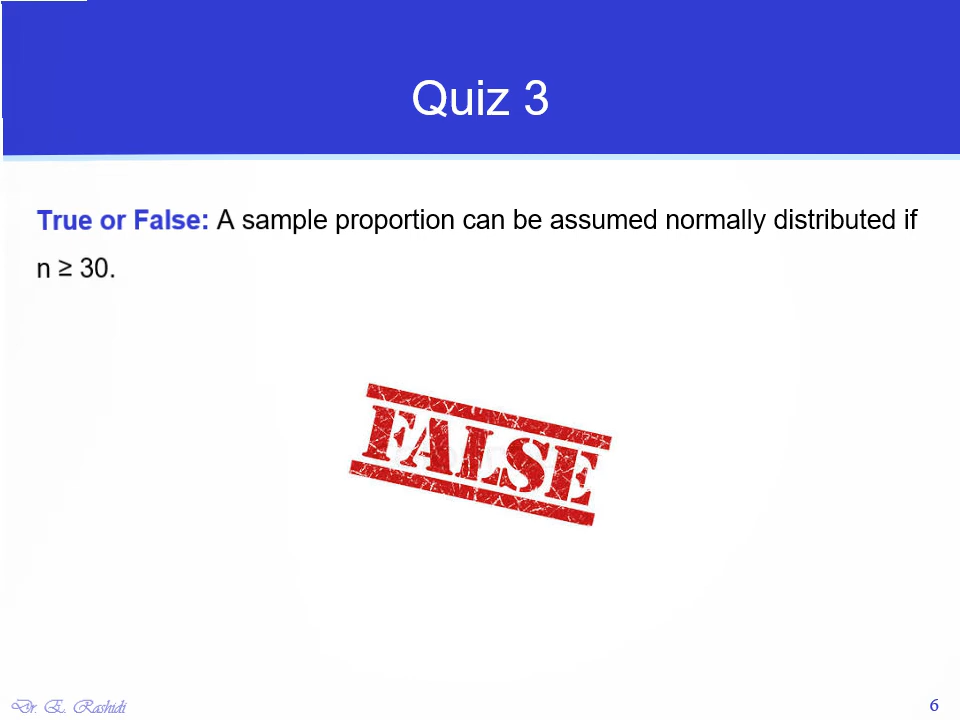 Quiz 3
True or False: A sample proportion can be assumed normally distributed if
n ≥ 30.
FALSE
Dr. E. Rashidi
6